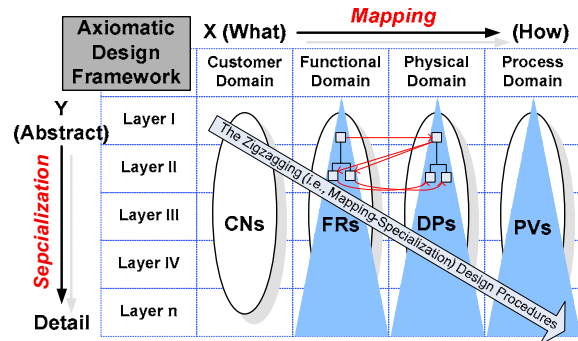 Axiomatic
Design
Framework
X (What)
Mapping
(How)
Customer
Domain
Functional
Domain
Physical
Domain
Process
Domain
Y
(Abstract)
Sepcialization
Detail
Layer I
Layer II
Layer III
Layer IV
Layer n
CNs
FRs
DPs
PVs
The Zigzagging (i.e., Mapping-Specialization) Design Procedures